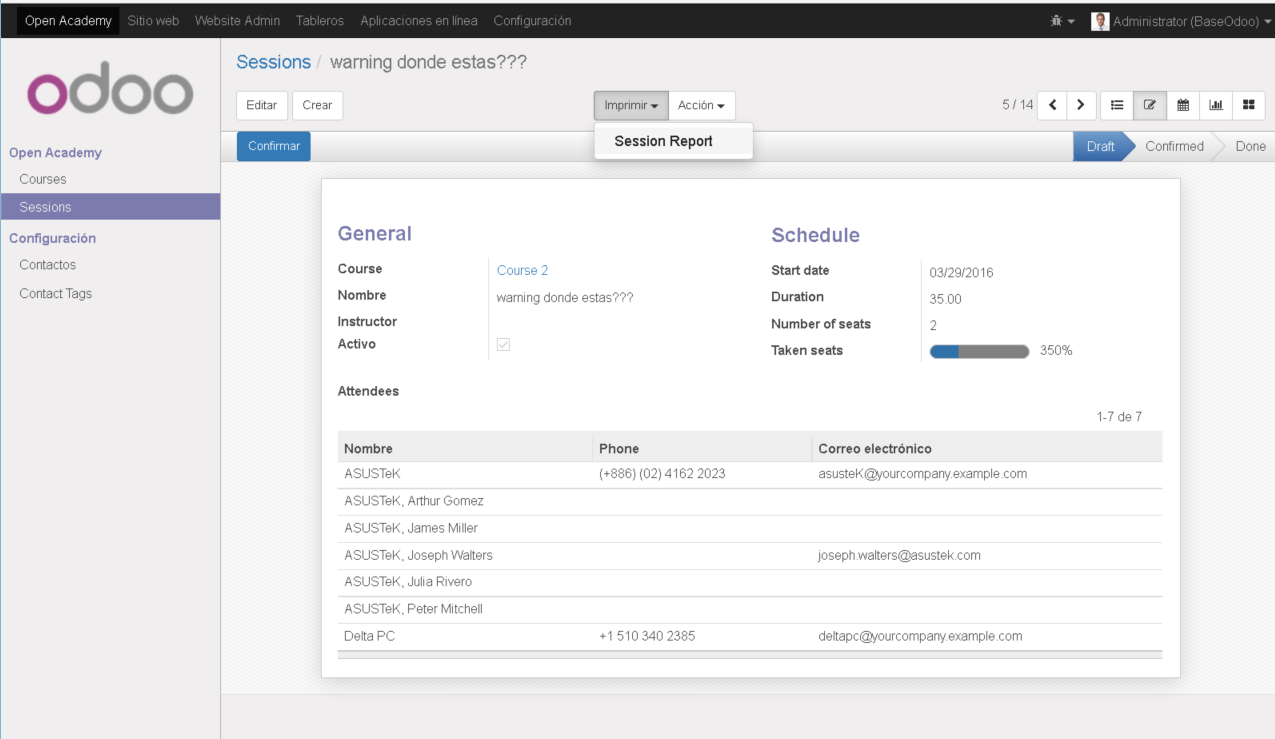 Open Academy Sitio web Website Admin Tableros Aplicaciones en línea Configuración Administrator (BaseOdoo)
odoo
Open Academy
Courses
Sessions
Configuración
Contactos
Contact Tags
Sessions / warning donde estas???
Editar Crear Imprimir Acción 5 / 14
Session Report
Confirmar Draft Confirmed Done
General
Course Course 2
Nombre warning donde estas???
Instructor
Activo
Schedule
Start date 03/29/2016
Duration 35.00
Number of seats 2
Taken seats 350%
Attendees
1-7 de 7
Nombre Phone Correo electrónico
ASUSTeK (+886) (02) 4162 2023 asusteK@yourcompany.example.com
ASUSTeK, Arthur Gomez
ASUSTeK, James Miller
ASUSTeK, Joseph Walters joseph.walters@asustek.com
ASUSTeK, Julia Rivero
ASUSTeK, Peter Mitchell
Delta PC +1 510 340 2385 deltapc@yourcompany.example.com